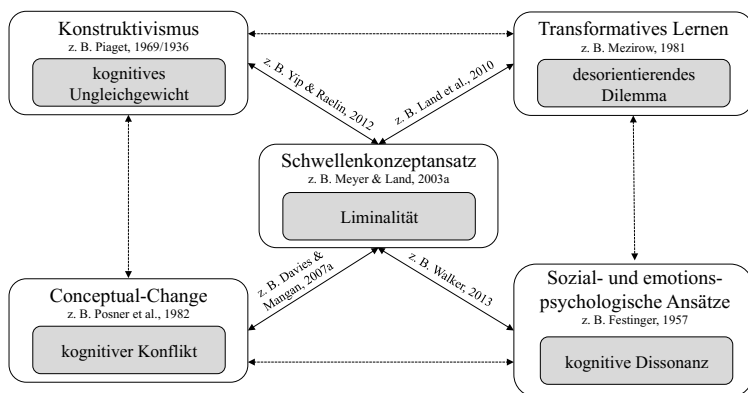 Konstruktivismus
z. B. Piaget, 1969/1936
kognitives
Ungleichgewicht
Transformatives Lernen
z. B. Mezirow, 1981
desorientierendes
Dilemma
z. B. Yip & Raelin, 2012
z. B. Land et al., 2010
Schwellenkonzeptansatz
z. B. Meyer & Land, 2003a
Liminalität
z. B. Davies &
Mangan, 2007a
z. B. Walker, 2013
Conceptual-Change
z. B. Posner et al., 1982
kognitiver Konflikt
Sozial- und emotions-
psychologische Ansätze
z. B. Festinger, 1957
kognitive Dissonanz